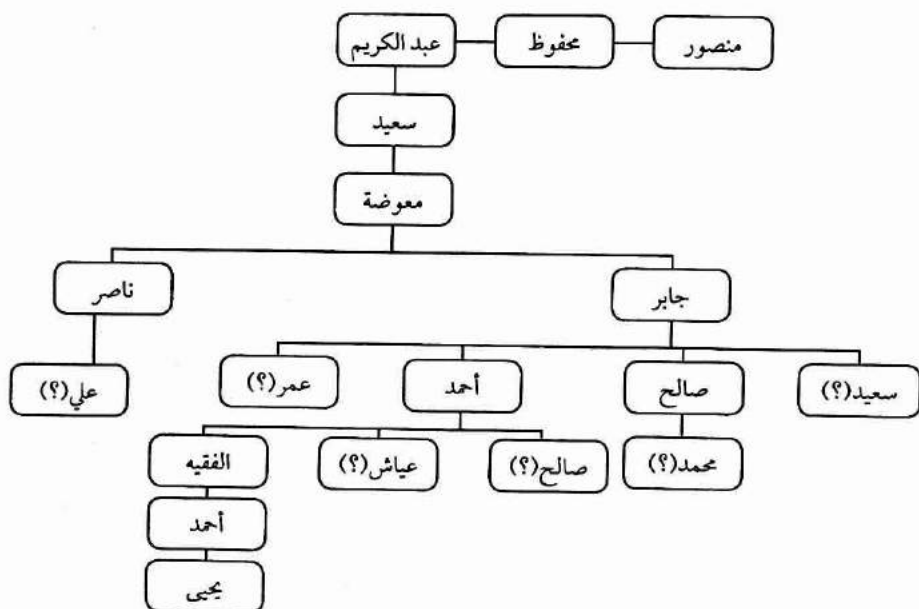 منصور
محفوظ
عبد الكريم
سعيد
معوضة
جابر
ناصر
سعيد(؟)
صالح
أحمد
عمر(؟)
علي(؟)
محمد(؟)
صالح(؟)
عياش(؟)
الفقيه
أحمد
يحيى